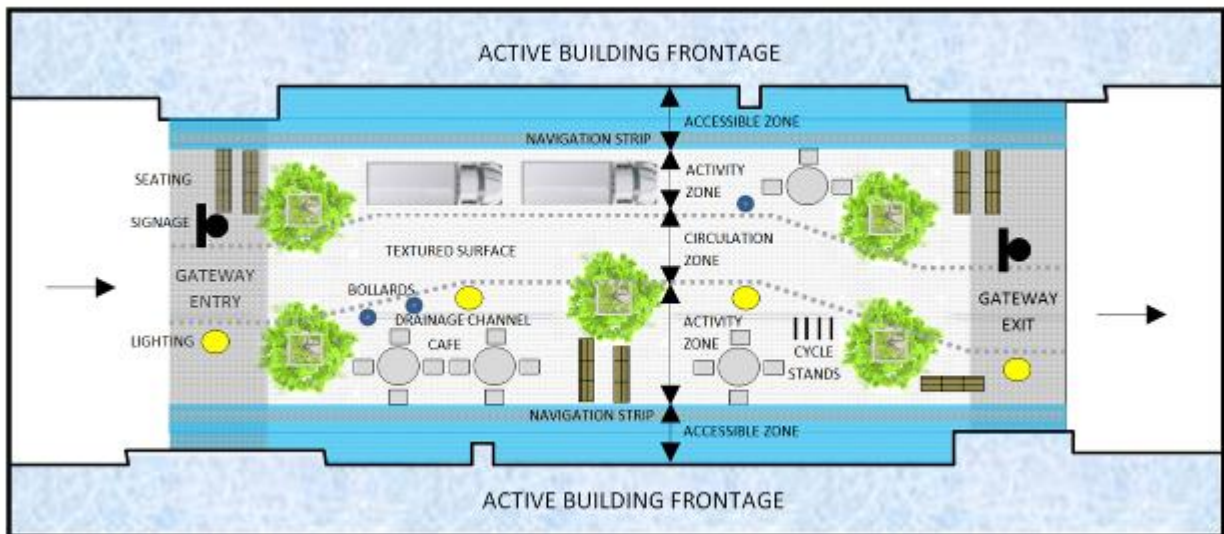 ACTIVE BUILDING FRONTAGE
ACCESSIBLE ZONE
NAVIGATION STRIP
SEATING
ACTIVITY
ZONE
SIGNAGE
TEXTURED SURFACE
CIRCULATION
ZONE
GATEWAY
ENTRY
BOLLARDS
GATEWAY
EXIT
LIGHTING
DRAINAGE CHANNEL
CAFE
ACTIVITY
ZONE
CYCLE
STANDS
NAVIGATION STRIP
ACCESSIBLE ZONE
ACTIVE BUILDING FRONTAGE